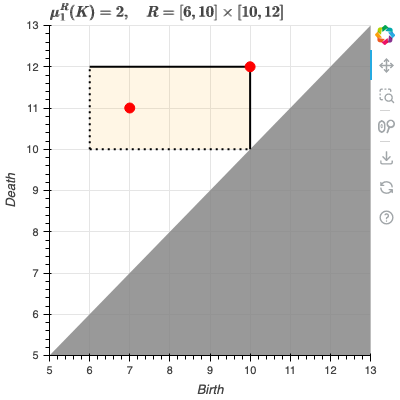 μ₁ᴿ(K) = 2, R = [6, 10] × [10, 12]
13
12
11
10
9
8
7
6
5
Death
5 6 7 8 9 10 11 12 13
Birth